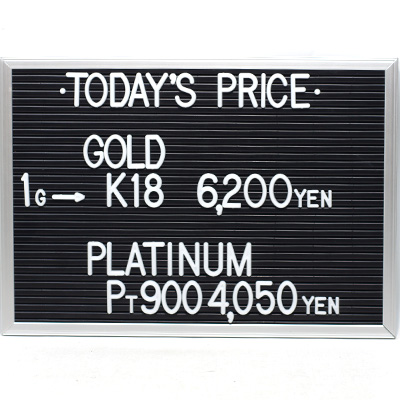 ·TODAY'S PRICE·
GOLD
1G→ K18 6,200YEN
PLATINUM
PT900 4,050YEN